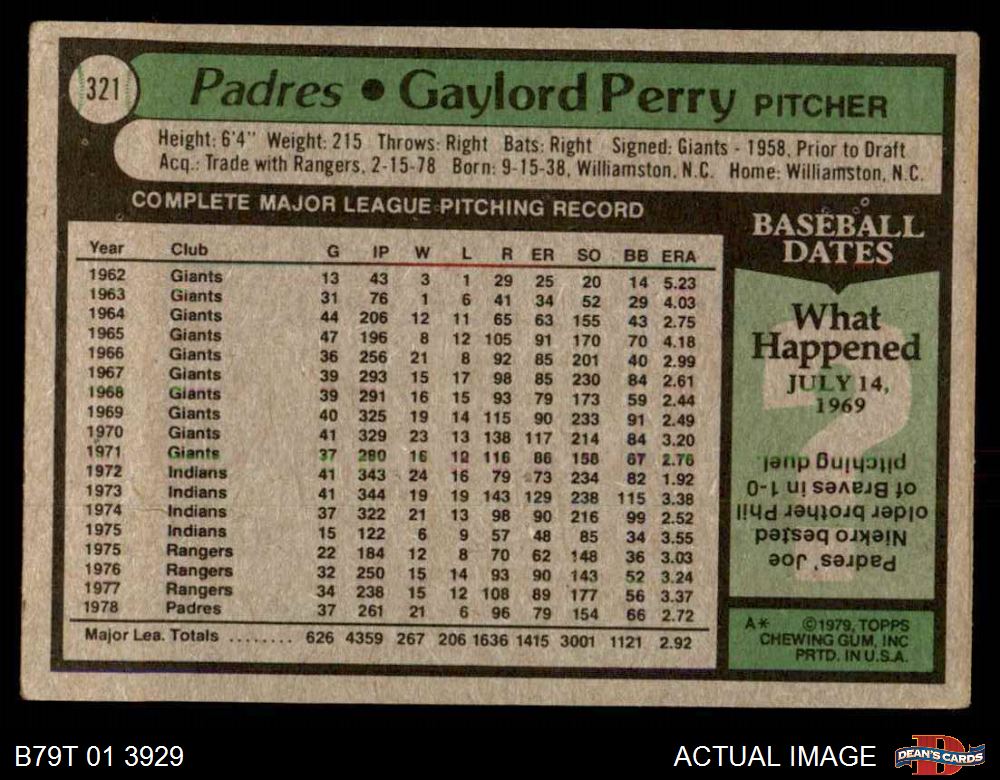 321
Padres • Gaylord Perry PITCHER
Height: 6'4" Weight: 215 Throws: Right Bats: Right Signed: Giants - 1958, Prior to Draft
Acq.: Trade with Rangers, 2-15-78 Born: 9-15-38, Williamston, N.C. Home: Williamston, N.C.
COMPLETE MAJOR LEAGUE PITCHING RECORD
Year Club G IP W L R ER SO BB ERA
1962 Giants 13 43 3 1 29 25 20 14 5.23
1963 Giants 31 76 1 6 41 34 52 29 4.03
1964 Giants 44 206 12 11 65 63 155 43 2.75
1965 Giants 47 196 8 12 105 91 170 70 4.18
1966 Giants 36 256 21 8 92 85 201 40 2.99
1967 Giants 39 293 15 17 98 85 230 84 2.61
1968 Giants 39 291 16 15 93 79 173 59 2.44
1969 Giants 40 325 19 14 115 90 233 91 2.49
1970 Giants 41 329 23 13 138 117 214 84 3.20
1971 Giants 37 280 16 12 116 86 158 67 2.76
1972 Indians 41 343 24 16 79 73 234 82 1.92
1973 Indians 41 344 19 19 143 129 238 115 3.38
1974 Indians 37 322 21 13 98 90 216 99 2.52
1975 Indians 15 122 6 9 57 48 85 34 3.55
1975 Rangers 22 184 12 8 70 62 148 36 3.03
1976 Rangers 32 250 15 14 93 90 143 52 3.24
1977 Rangers 34 238 15 12 108 89 177 56 3.37
1978 Padres 37 261 21 6 96 79 154 66 2.72
Major Lea. Totals ........ 626 4359 267 206 1636 1415 3001 1121 2.92
BASEBALL
DATES
What
Happened
JULY 14,
1969
Padres' Joe
Niekro bested
older brother Phil
of Braves in 1-0
pitching duel.
A* ©1979, TOPPS
CHEWING GUM, INC
PRTD. IN U.S.A.
B79T 01 3929
ACTUAL IMAGE
D
DEAN'S CARDS